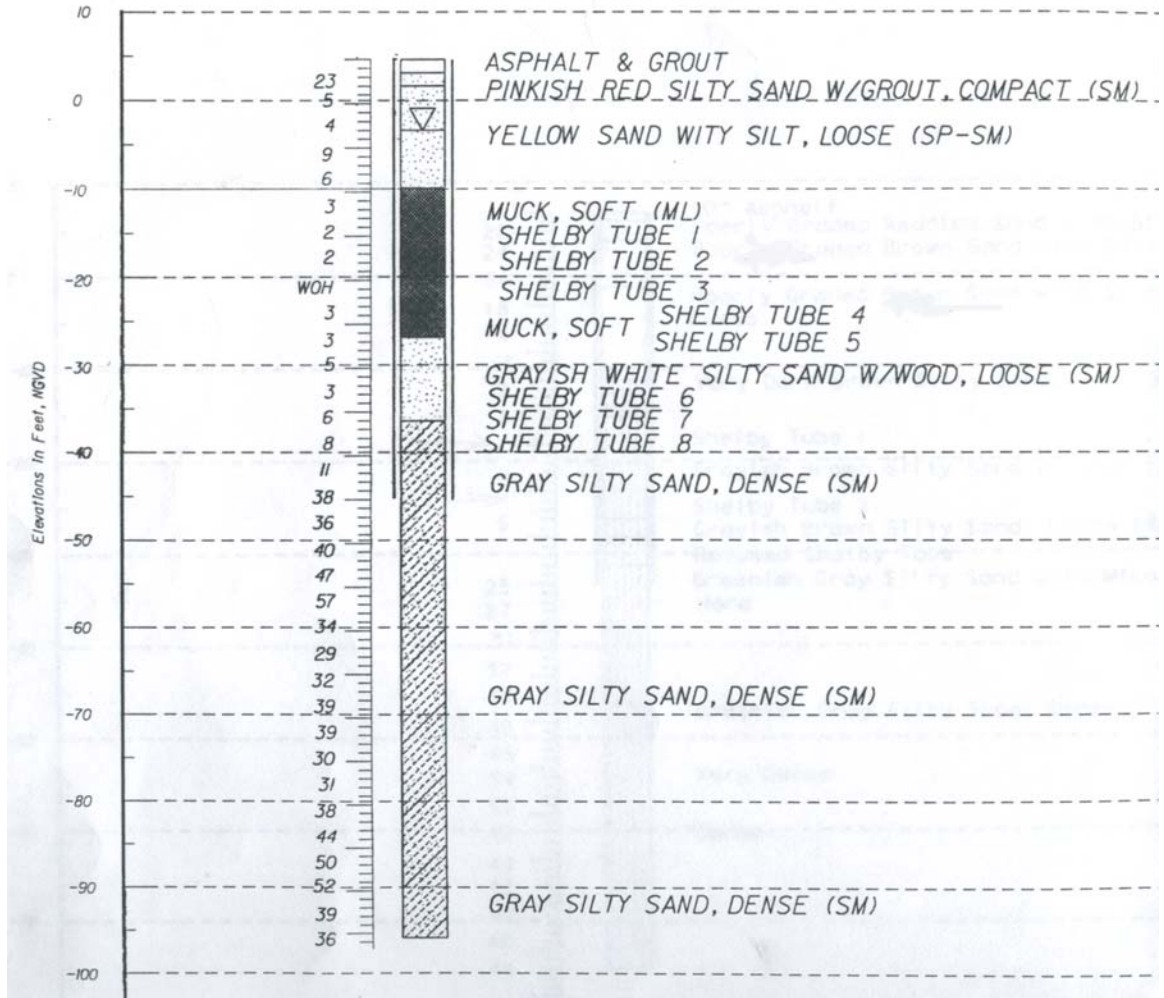 10
ASPHALT & GROUT
23
PINKISH RED SILTY SAND W/GROUT, COMPACT (SM)
0
5
4
YELLOW SAND WITY SILT, LOOSE (SP-SM)
9
6
-10
3
MUCK, SOFT (ML)
2
SHELBY TUBE 1
2
SHELBY TUBE 2
-20
WOH
SHELBY TUBE 3
3
SHELBY TUBE 4
MUCK, SOFT
3
SHELBY TUBE 5
-30
5
GRAYISH WHITE SILTY SAND W/WOOD, LOOSE (SM)
3
SHELBY TUBE 6
6
SHELBY TUBE 7
8
SHELBY TUBE 8
-40
11
GRAY SILTY SAND, DENSE (SM)
38
36
Elevations in Feet, NGVD
-50
40
47
57
34
-60
29
32
GRAY SILTY SAND, DENSE (SM)
39
-70
39
30
31
-80
38
44
50
52
-90
GRAY SILTY SAND, DENSE (SM)
39
36
-100